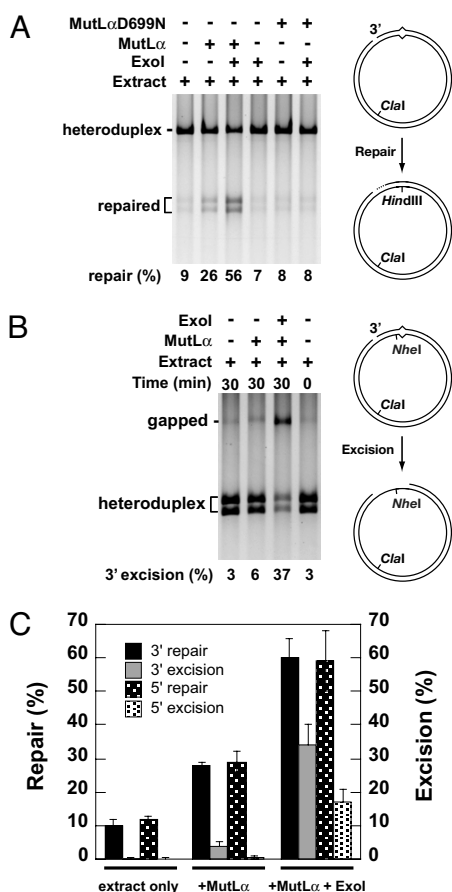 A
MutLαD699N - - - - + +
MutLα - + + - - -
ExoI - - + + - +
Extract + + + + + +
heteroduplex
repaired
repair (%) 9 26 56 7 8 8
3'
ClaI
Repair
HindIII
ClaI
B
ExoI - - + -
MutLα - + + -
Extract + + + +
Time (min) 30 30 30 0
gapped
heteroduplex
3' excision (%) 3 6 37 3
3'
NheI
ClaI
Excision
NheI
ClaI
C
70 70
60 60
50 50
40 40
30 30
20 20
10 10
0 0
Repair (%)
Excision (%)
3' repair
3' excision
5' repair
5' excision
extract only +MutLα +MutLα + ExoI